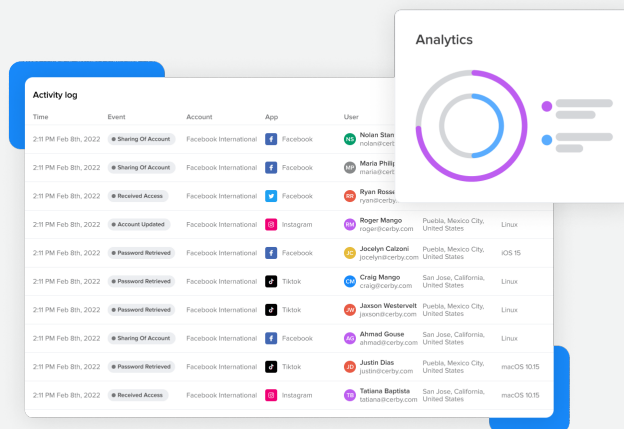 Analytics
Activity log
Time Event Account App User
2:11 PM Feb 8th, 2022 Sharing Of Account Facebook International Facebook NS Nolan Stan
nolan@cerb
2:11 PM Feb 8th, 2022 Sharing Of Account Facebook International Facebook MP Maria Philip
maria@cert
2:11 PM Feb 8th, 2022 Received Access Facebook International Facebook RR Ryan Rosse
ryan@cerby.
2:11 PM Feb 8th, 2022 Account Updated Facebook International Instagram RM Roger Mango Puebla, Mexico City, Linux
roger@cerby.com United States
2:11 PM Feb 8th, 2022 Password Retrieved Facebook International Facebook JC Jocelyn Calzoni Puebla, Mexico City, iOS 15
jocelyn@cerby.com United States
2:11 PM Feb 8th, 2022 Password Retrieved Facebook International Tiktok CM Craig Mango San Jose, California, Linux
craig@cerby.com United States
2:11 PM Feb 8th, 2022 Password Retrieved Facebook International Tiktok JW Jaxson Westervelt Puebla, Mexico City, Linux
jaxson@cerby.com United States
2:11 PM Feb 8th, 2022 Sharing Of Account Facebook International Facebook AG Ahmad Gouse San Jose, California, Linux
ahmad@cerby.com United States
2:11 PM Feb 8th, 2022 Password Retrieved Facebook International Tiktok JD Justin Dias Puebla, Mexico City, macOS 10.15
justin@cerby.com United States
2:11 PM Feb 8th, 2022 Received Access Facebook International Instagram TB Tatiana Baptista San Jose, California, macOS 10.15
tatiana@cerby.com United States